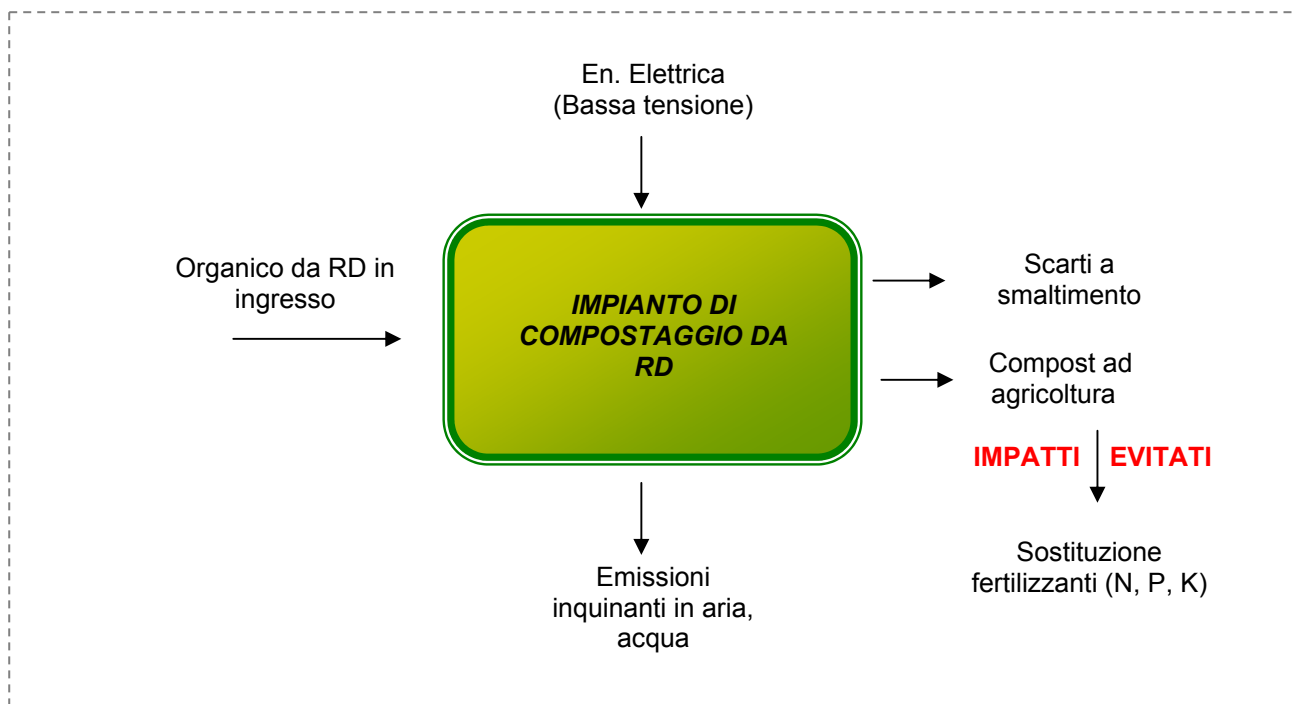 En. Elettrica
(Bassa tensione)
Organico da RD in
ingresso
IMPIANTO DI
COMPOSTAGGIO DA
RD
Scarti a
smaltimento
Compost ad
agricoltura
IMPATTI EVITATI
Sostituzione
fertilizzanti (N, P, K)
Emissioni
inquinanti in aria,
acqua